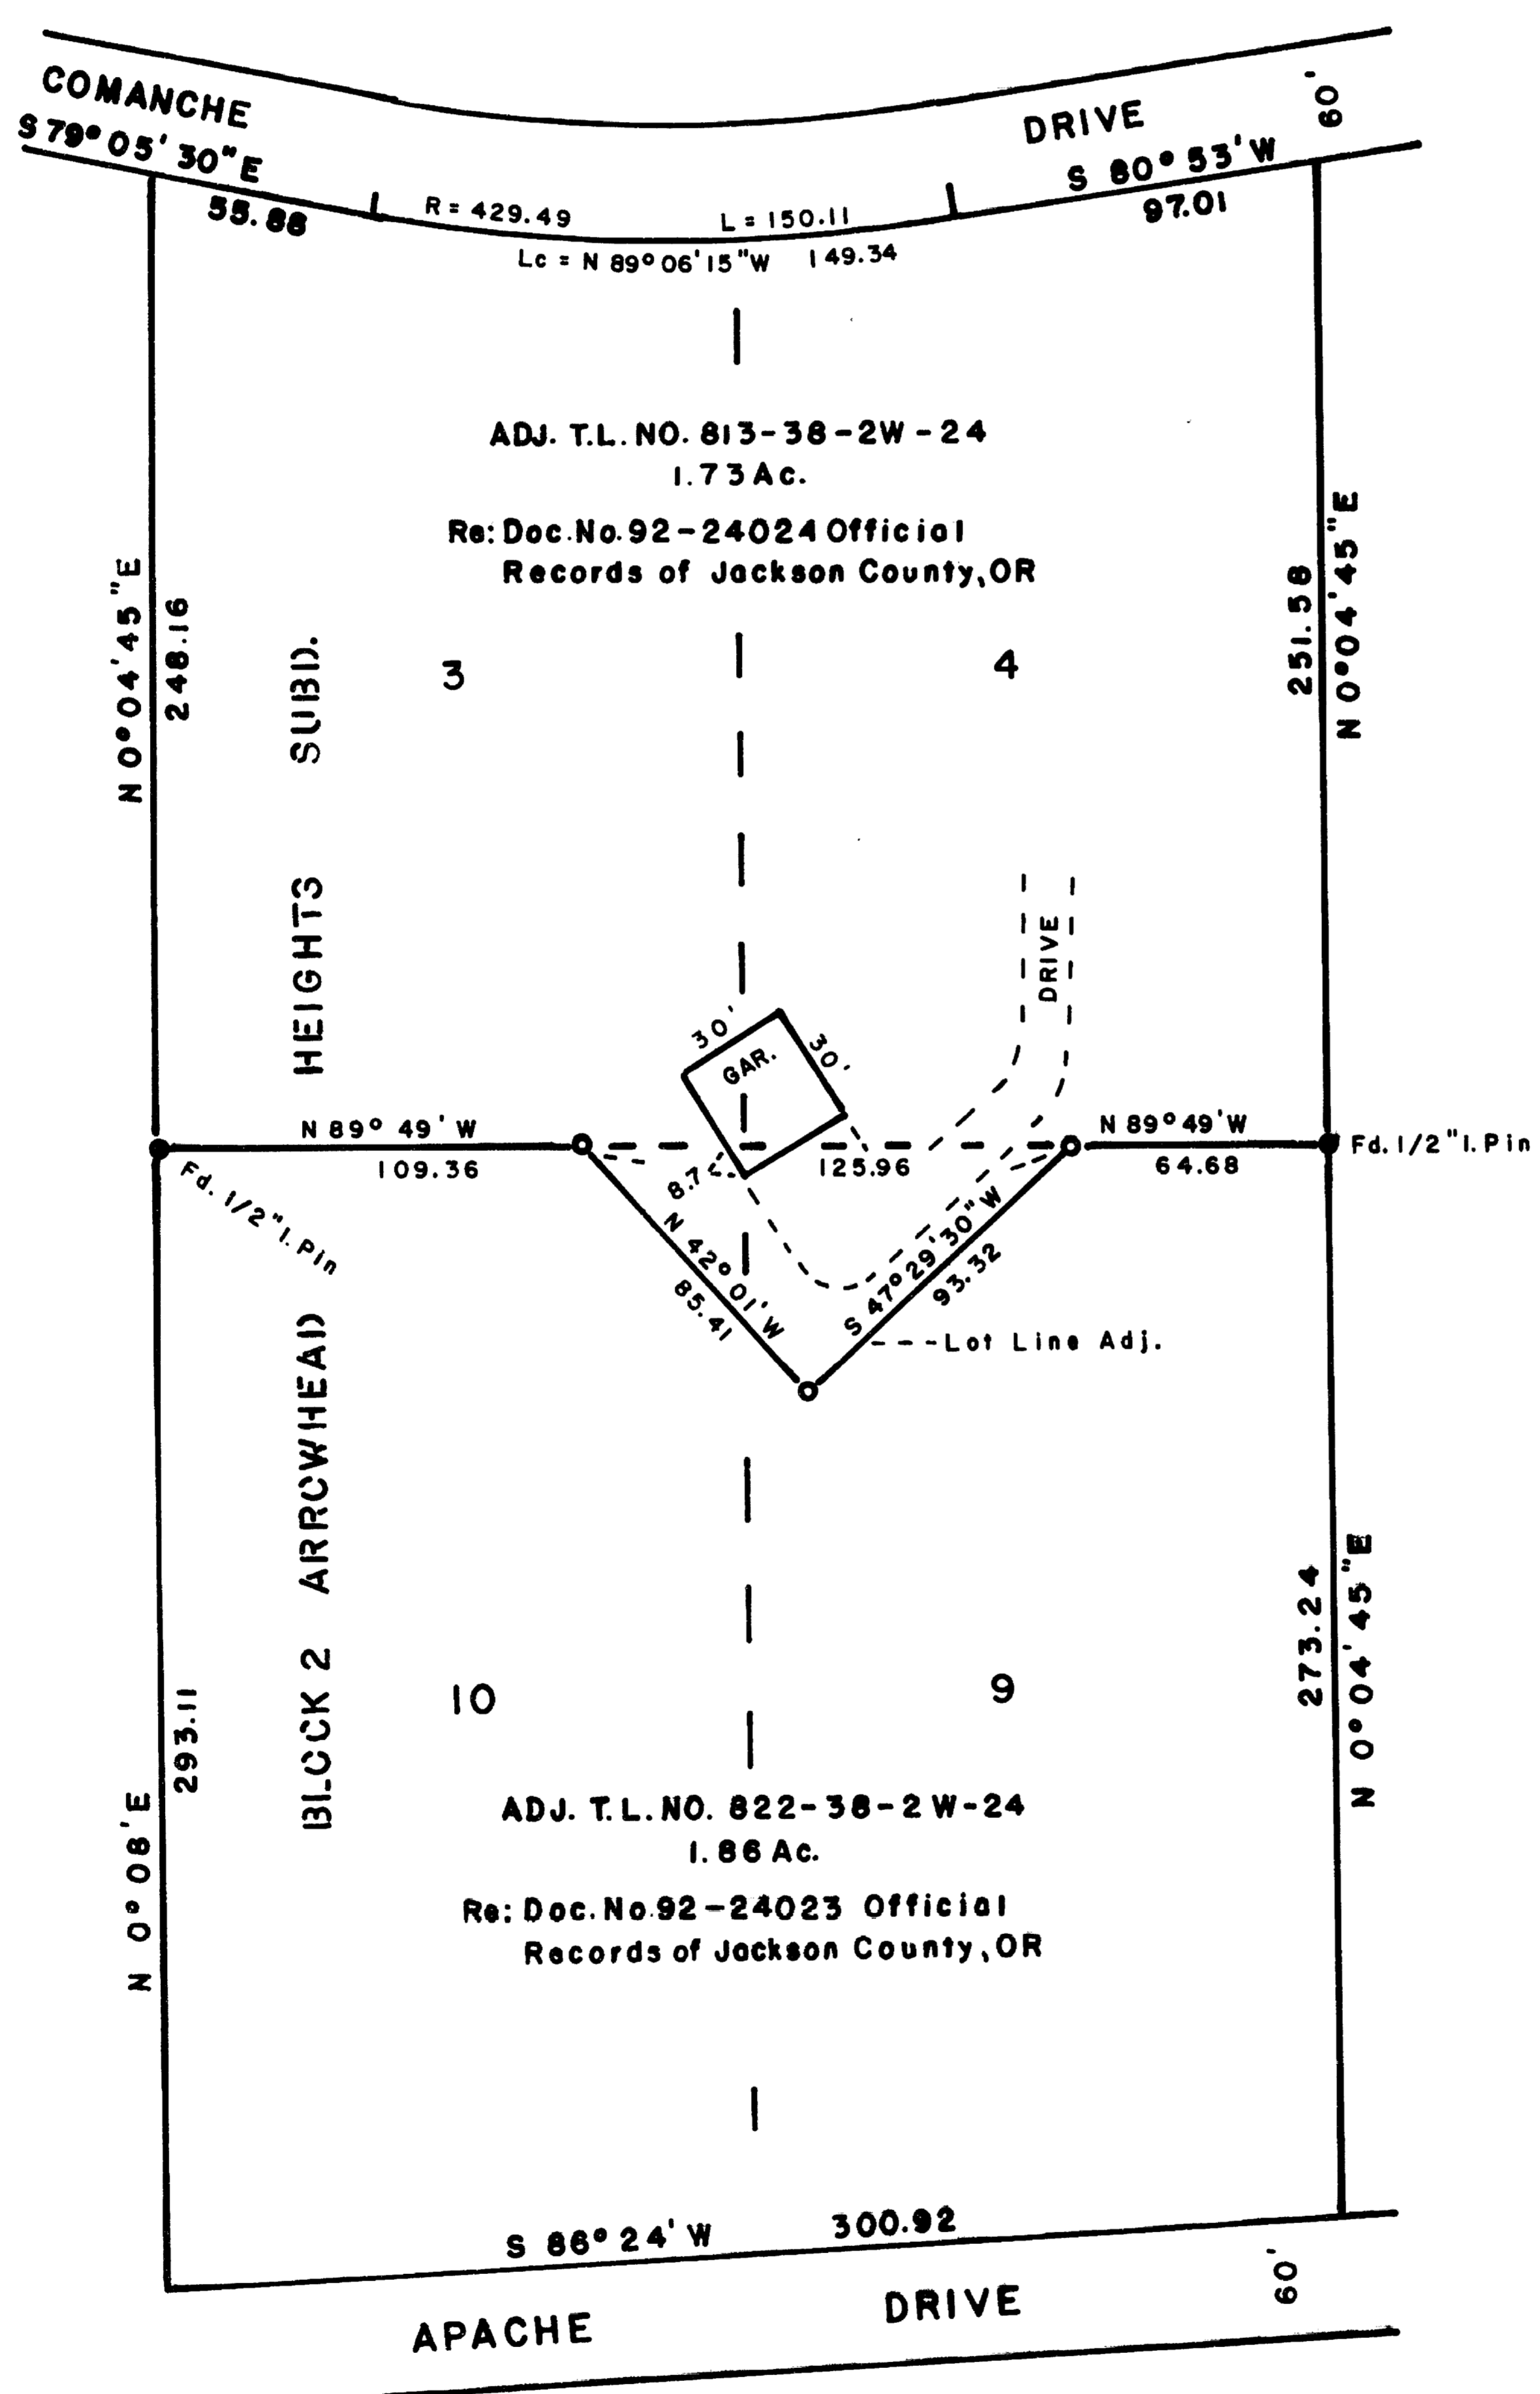 COMANCHE
DRIVE
60'
S 79° 05' 30" E
55.88
R = 429.49
L = 150.11
Lc = N 89° 06' 15" W 149.34
S 80° 53' W
97.01
ADJ. T.L. NO. 813-38-2W-24
1.73 Ac.
Re: Doc. No. 92-24024 Official
Records of Jackson County, OR
N 0° 04' 45" E
248.16
251.58
N 0° 04' 45" E
3
4
BLOCK 2 ARROWHEAD HEIGHTS SUBD.
DRIVE
30'
30'
GAR.
N 89° 49' W
109.36
8.7
125.96
N 89° 49' W
64.68
Fd. 1/2" I. Pin
Fd. 1/2" I. Pin
N 42° 01' W
85.41
S 47° 29' 30" W
93.32
Lot Line Adj.
N 0° 08' E
293.11
273.24
N 0° 04' 45" E
10
9
ADJ. T.L. NO. 822-38-2W-24
1.86 Ac.
Re: Doc. No. 92-24023 Official
Records of Jackson County, OR
S 86° 24' W 300.92
60'
APACHE DRIVE